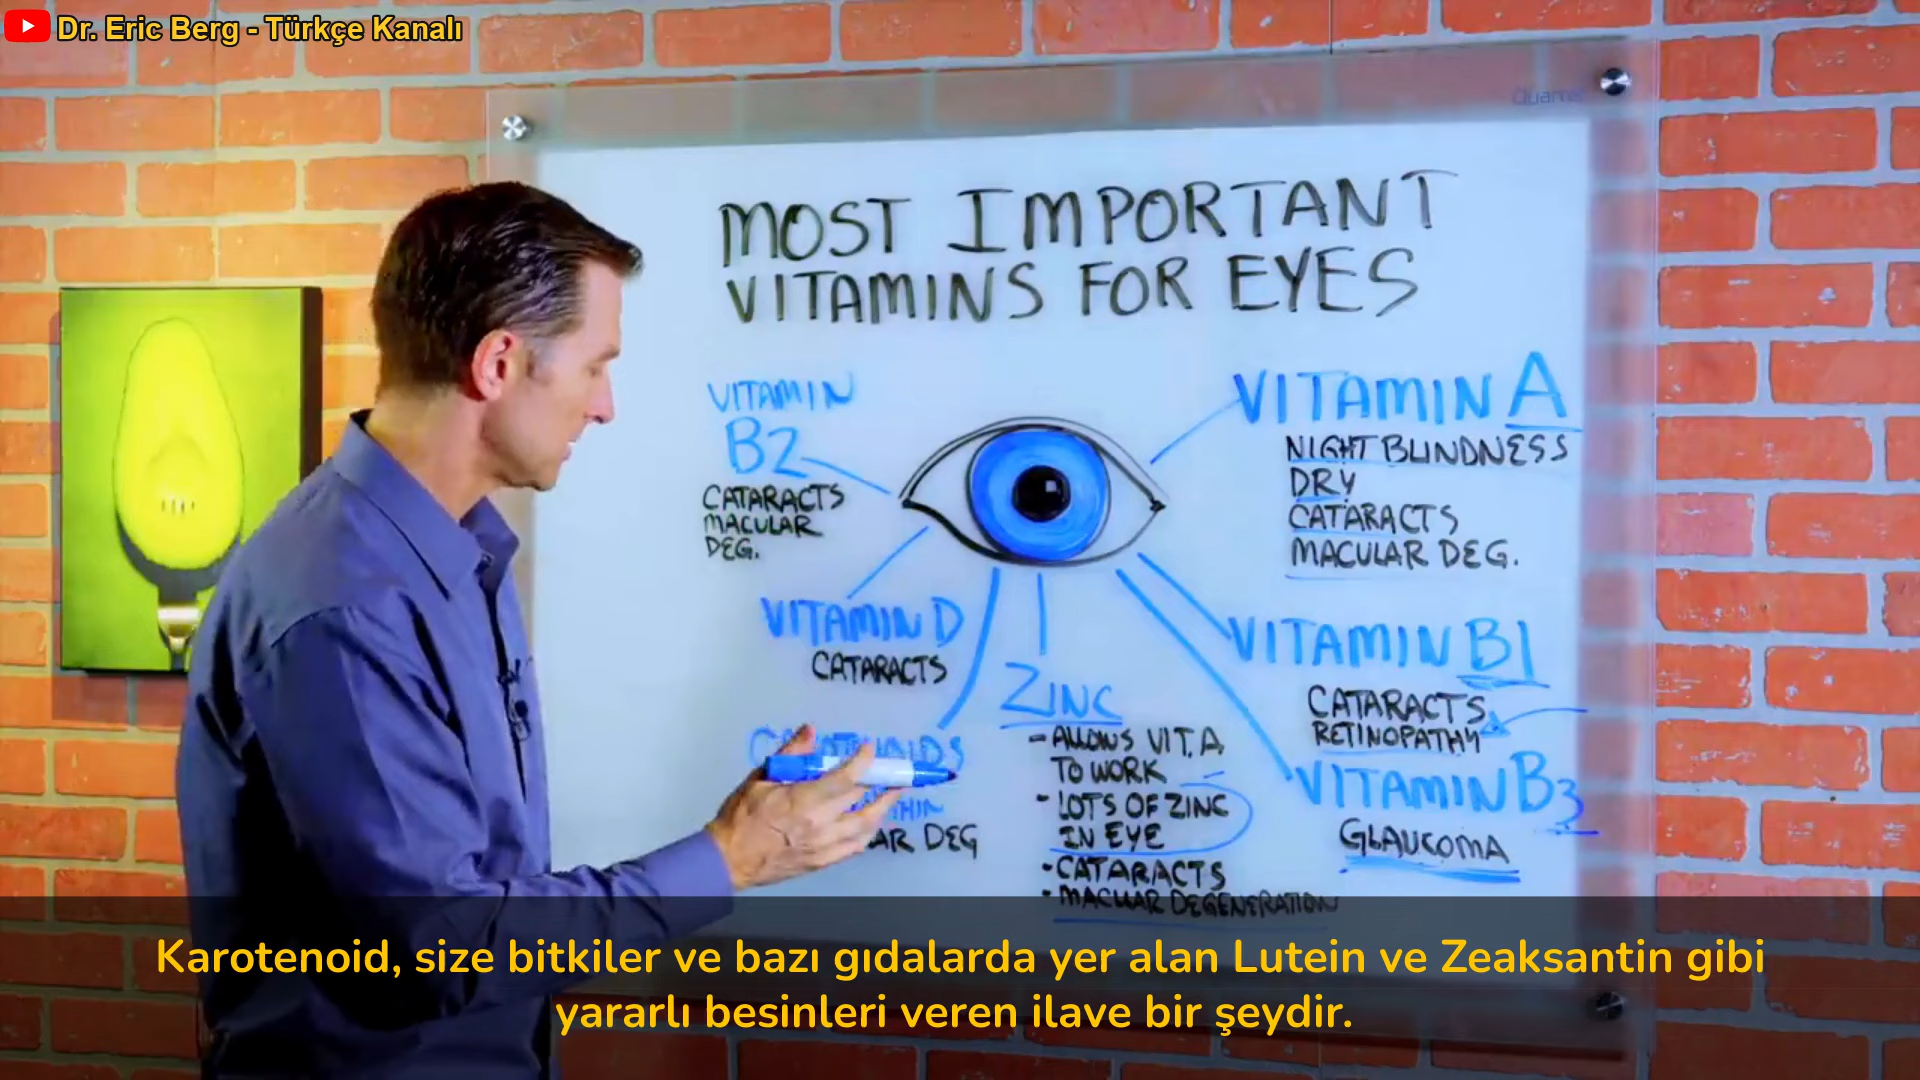 Dr. Eric Berg - Türkçe Kanalı
MOST IMPORTANT
VITAMINS FOR EYES
VITAMIN
B2
CATARACTS
MACULAR
DEG.
VITAMIN D
CATARACTS
DEG
ZINC
- ALLOWS VIT. A
TO WORK
- LOTS OF ZINC
IN EYE
- CATARACTS
- MACULAR DEGENERATION
VITAMIN A
NIGHT BLINDNESS
DRY
CATARACTS
MACULAR DEG.
VITAMIN B1
CATARACTS
RETINOPATHY
VITAMIN B3
GLAUCOMA
Karotenoid, size bitkiler ve bazı gıdalarda yer alan Lutein ve Zeaksantin gibi
yararlı besinleri veren ilave bir şeydir.